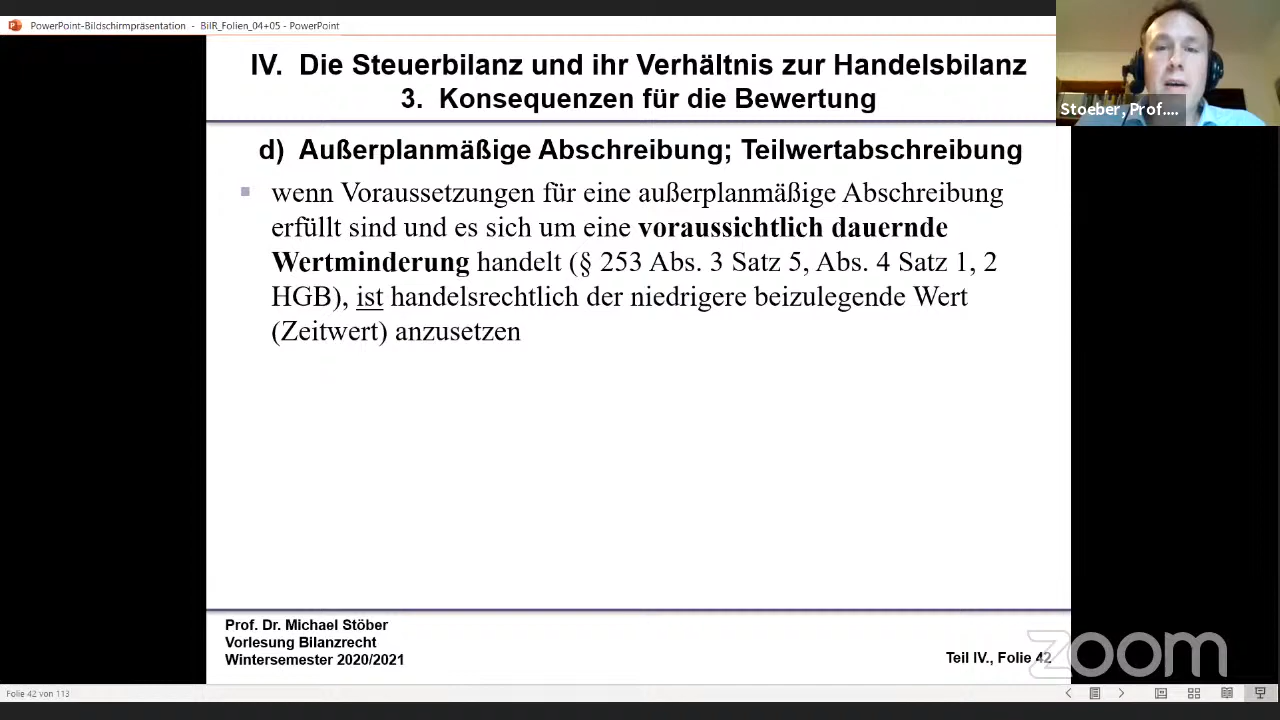 PowerPoint-Bildschirmpräsentation - BilR_Folien_04+05 - PowerPoint
IV. Die Steuerbilanz und ihr Verhältnis zur Handelsbilanz
3. Konsequenzen für die Bewertung
Stoeber, Prof....
d) Außerplanmäßige Abschreibung; Teilwertabschreibung
wenn Voraussetzungen für eine außerplanmäßige Abschreibung
erfüllt sind und es sich um eine voraussichtlich dauernde
Wertminderung handelt (§ 253 Abs. 3 Satz 5, Abs. 4 Satz 1, 2
HGB), ist handelsrechtlich der niedrigere beizulegende Wert
(Zeitwert) anzusetzen
Prof. Dr. Michael Stöber
Vorlesung Bilanzrecht
Wintersemester 2020/2021
Teil IV., Folie 42
zoom
Folie 42 von 113